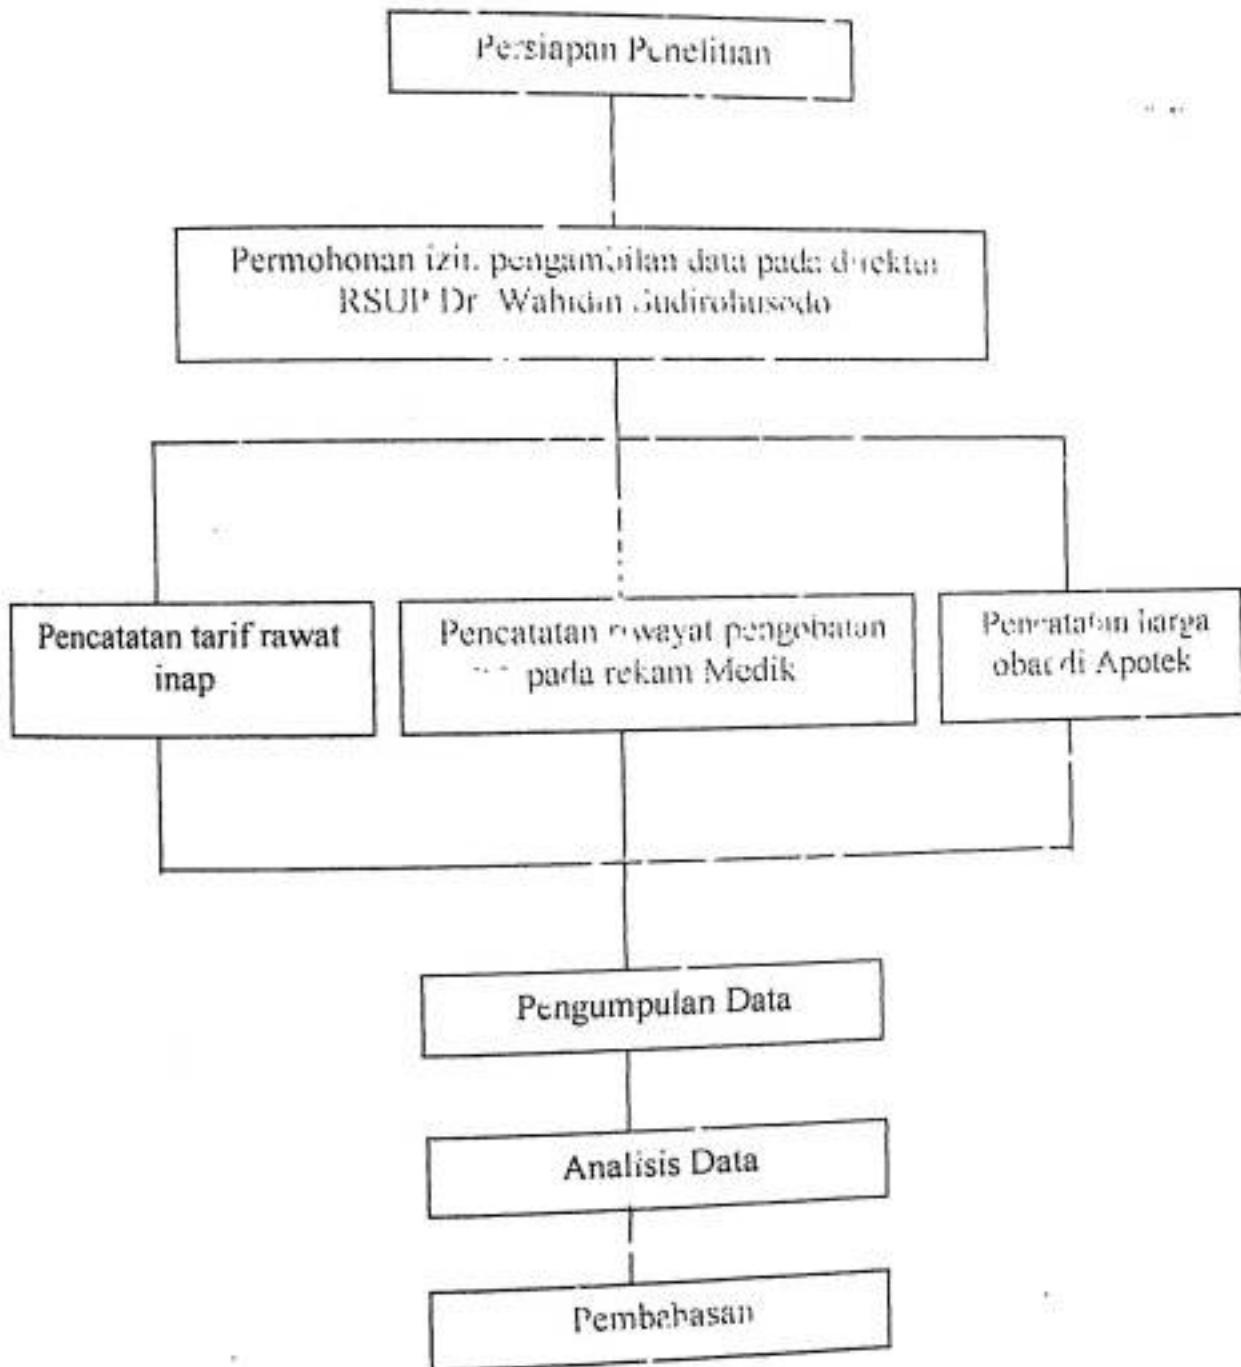 Persiapan Penelitian
Permohonan izin pengambilan data pada direktur
RSUP Dr. Wahidin Sudirohusodo
Pencatatan tarif rawat
inap
Pencatatan riwayat pengobatan
pada rekam Medik
Pencatatan harga
obat di Apotek
Pengumpulan Data
Analisis Data
Pembahasan